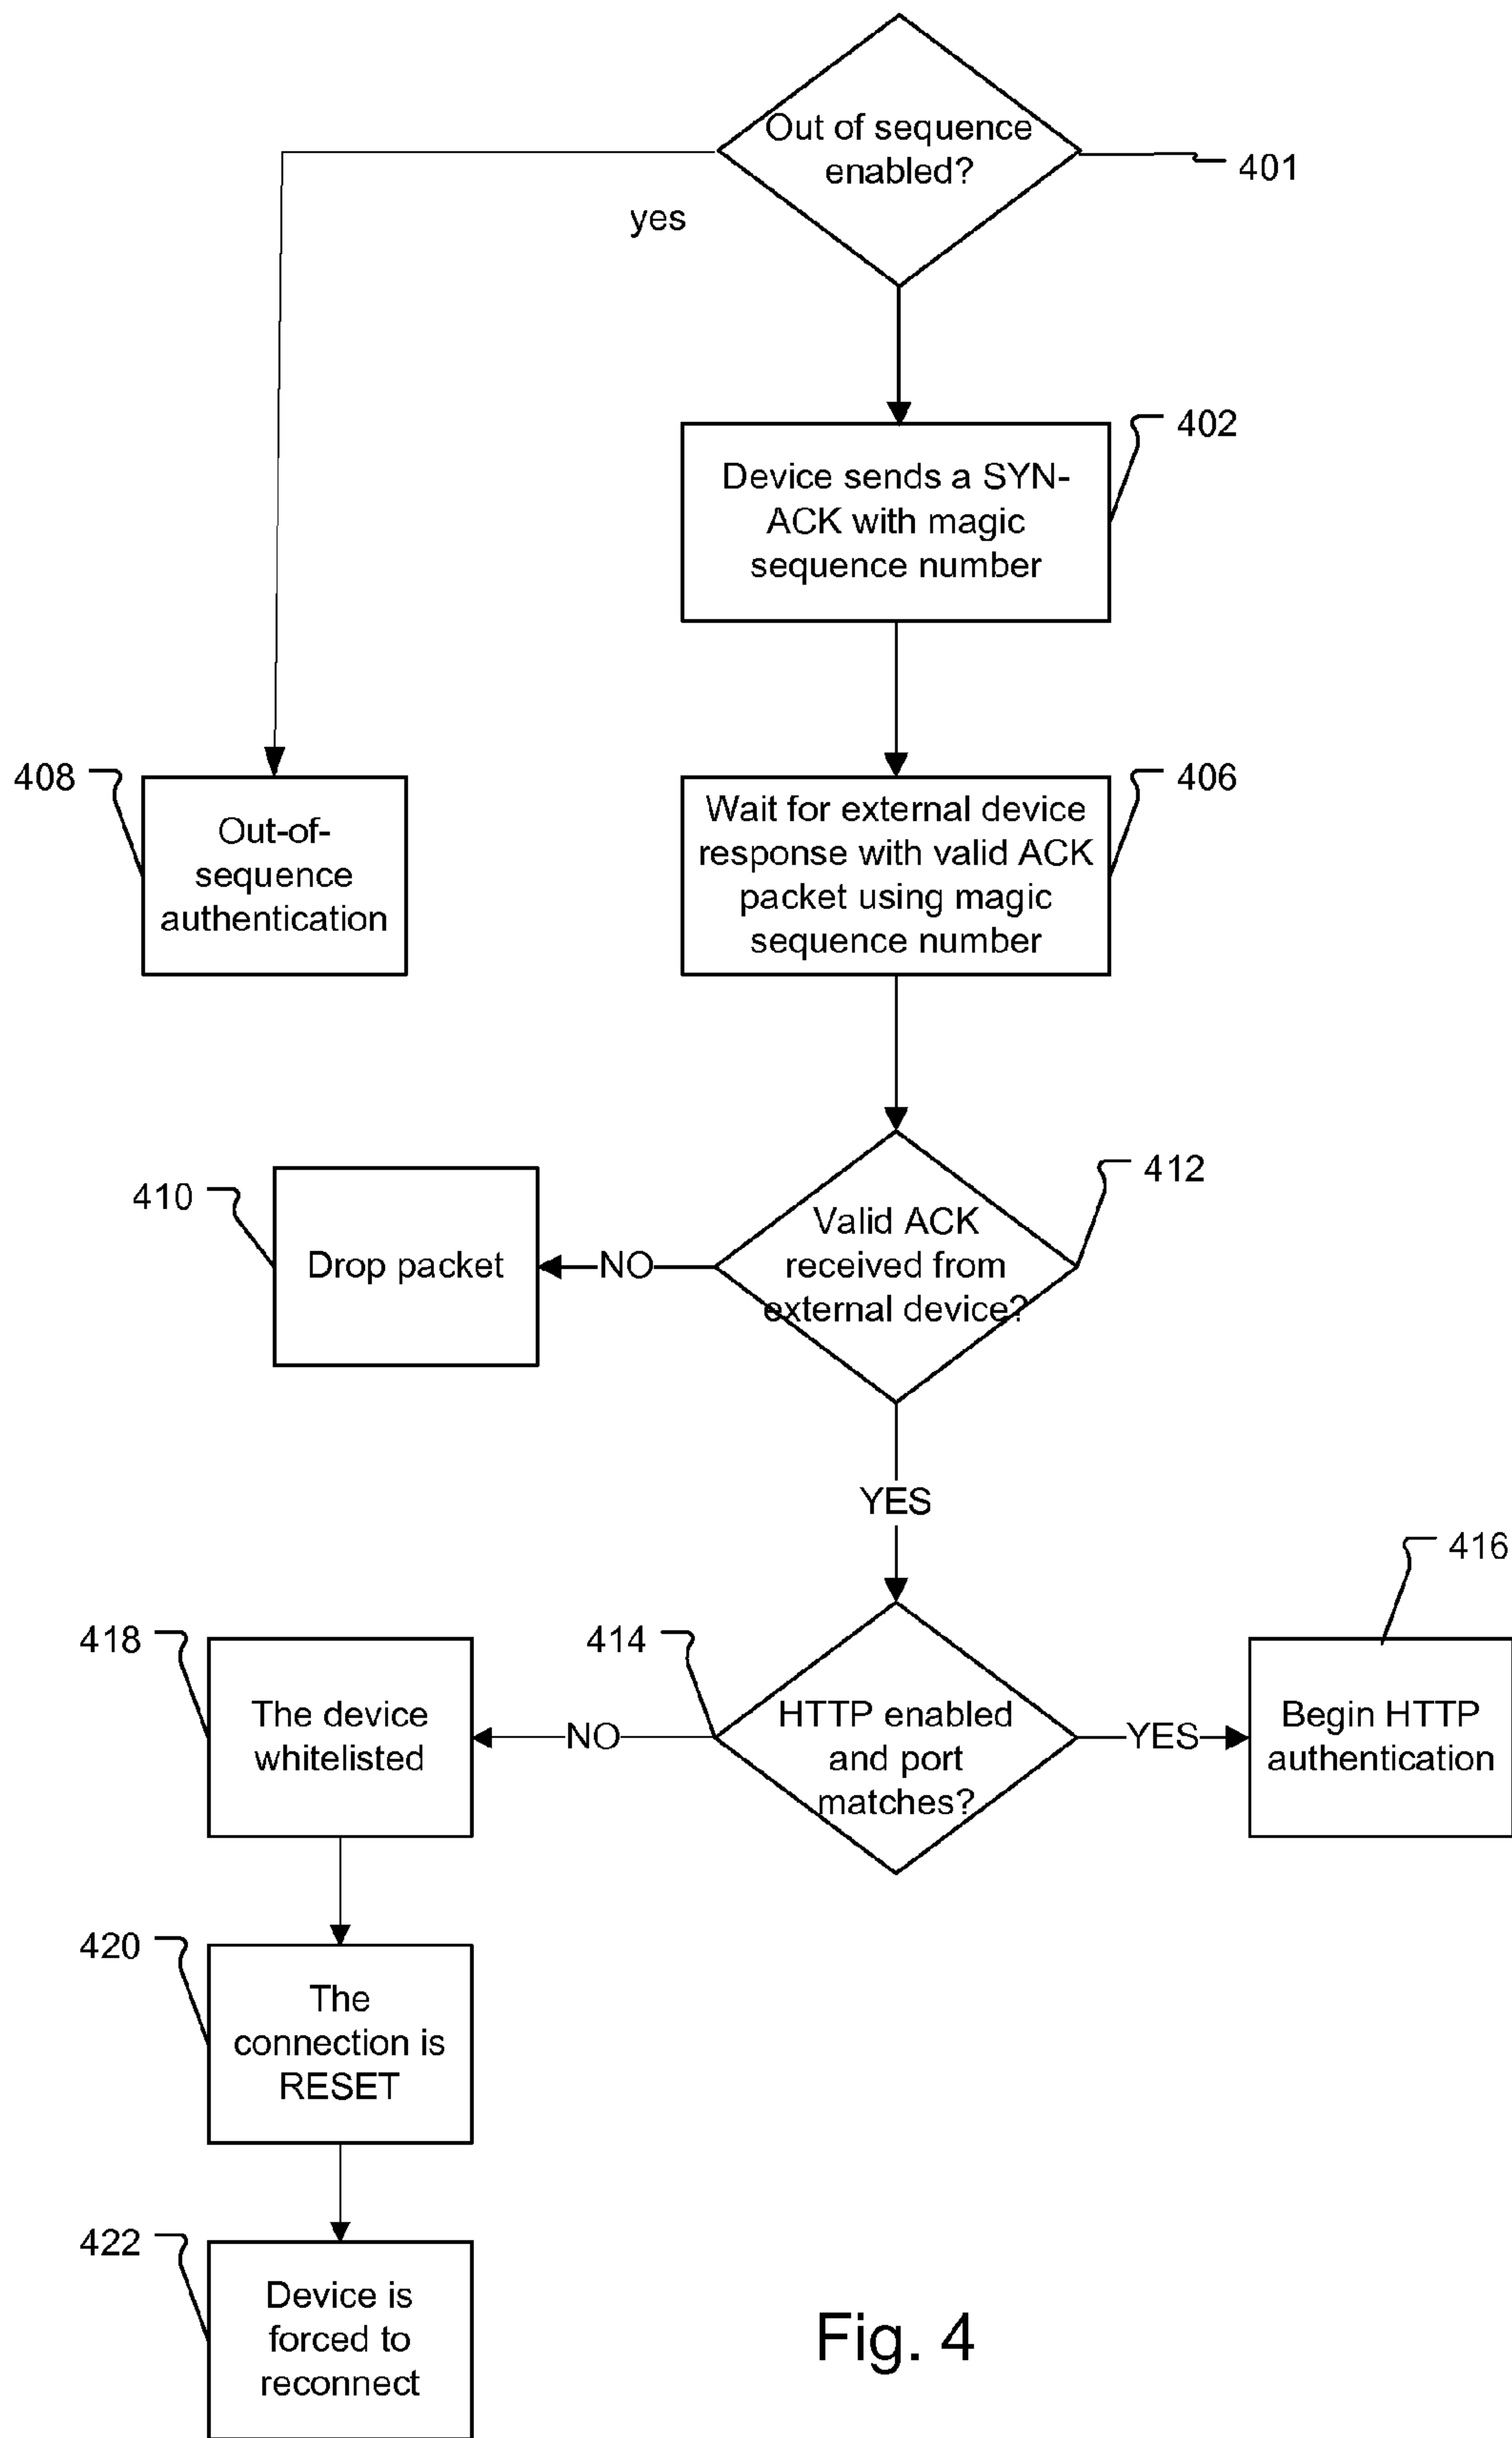 Out of sequence
enabled?
401
yes
402
Device sends a SYN-
ACK with magic
sequence number
408
Out-of-
sequence
authentication
406
Wait for external device
response with valid ACK
packet using magic
sequence number
410
Drop packet
NO
412
Valid ACK
received from
external device?
YES
416
418
The device
whitelisted
NO
414
HTTP enabled
and port
matches?
YES
Begin HTTP
authentication
420
The
connection is
RESET
422
Device is
forced to
reconnect
Fig. 4